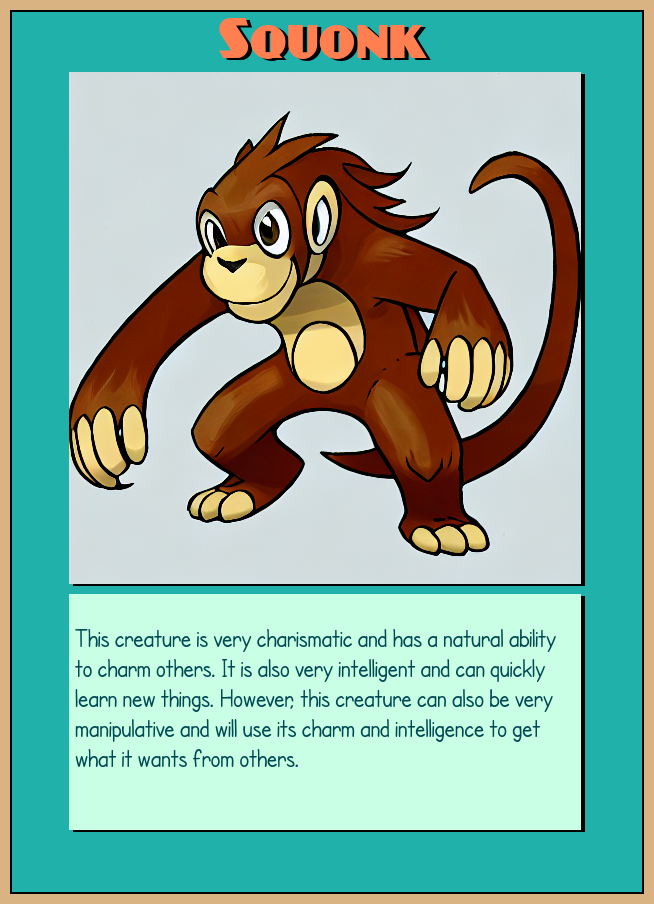 Squonk
This creature is very charismatic and has a natural ability
to charm others. It is also very intelligent and can quickly
learn new things. However, this creature can also be very
manipulative and will use its charm and intelligence to get
what it wants from others.